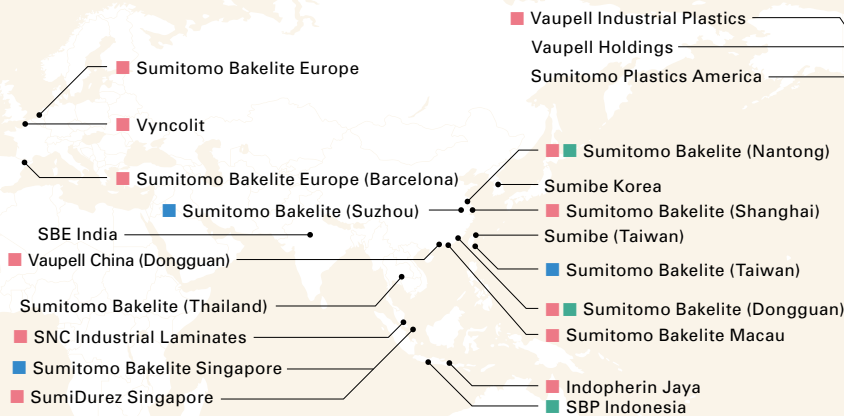 Vaupell Industrial Plastics
Vaupell Holdings
Sumitomo Plastics America
Sumitomo Bakelite Europe
Vyncolit
Sumitomo Bakelite Europe (Barcelona)
Sumitomo Bakelite (Suzhou)
SBE India
Vaupell China (Dongguan)
Sumitomo Bakelite (Thailand)
SNC Industrial Laminates
Sumitomo Bakelite Singapore
SumiDurez Singapore
Sumitomo Bakelite (Nantong)
Sumibe Korea
Sumitomo Bakelite (Shanghai)
Sumibe (Taiwan)
Sumitomo Bakelite (Taiwan)
Sumitomo Bakelite (Dongguan)
Sumitomo Bakelite Macau
Indopherin Jaya
SBP Indonesia